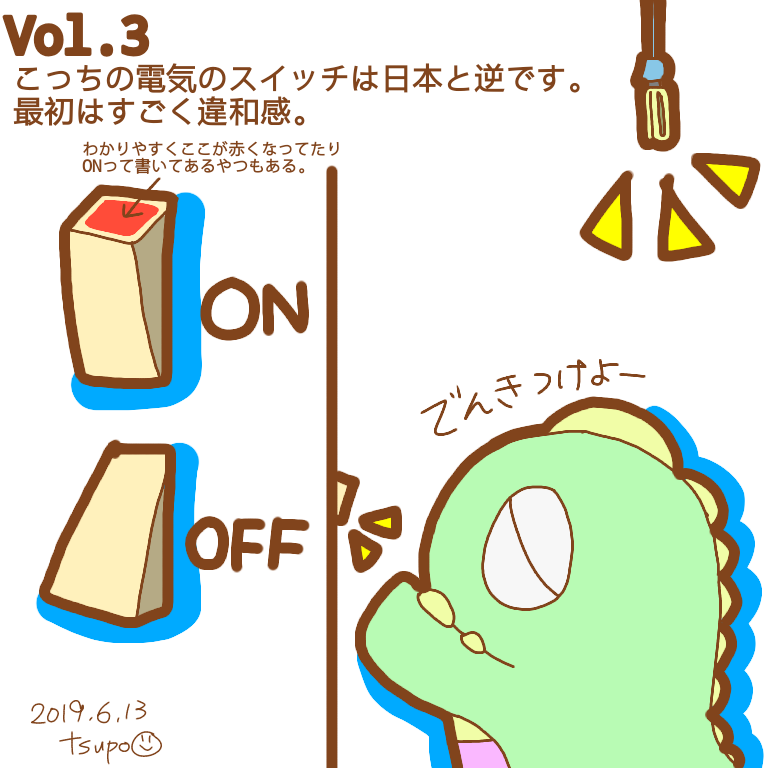 Vol.3
こっちの電気のスイッチは日本と逆です。
最初はすごく違和感。
わかりやすくここが赤くなってたり
ONって書いてあるやつもある。
ON
でんきつけよー
OFF
2019.6.13
tsupo